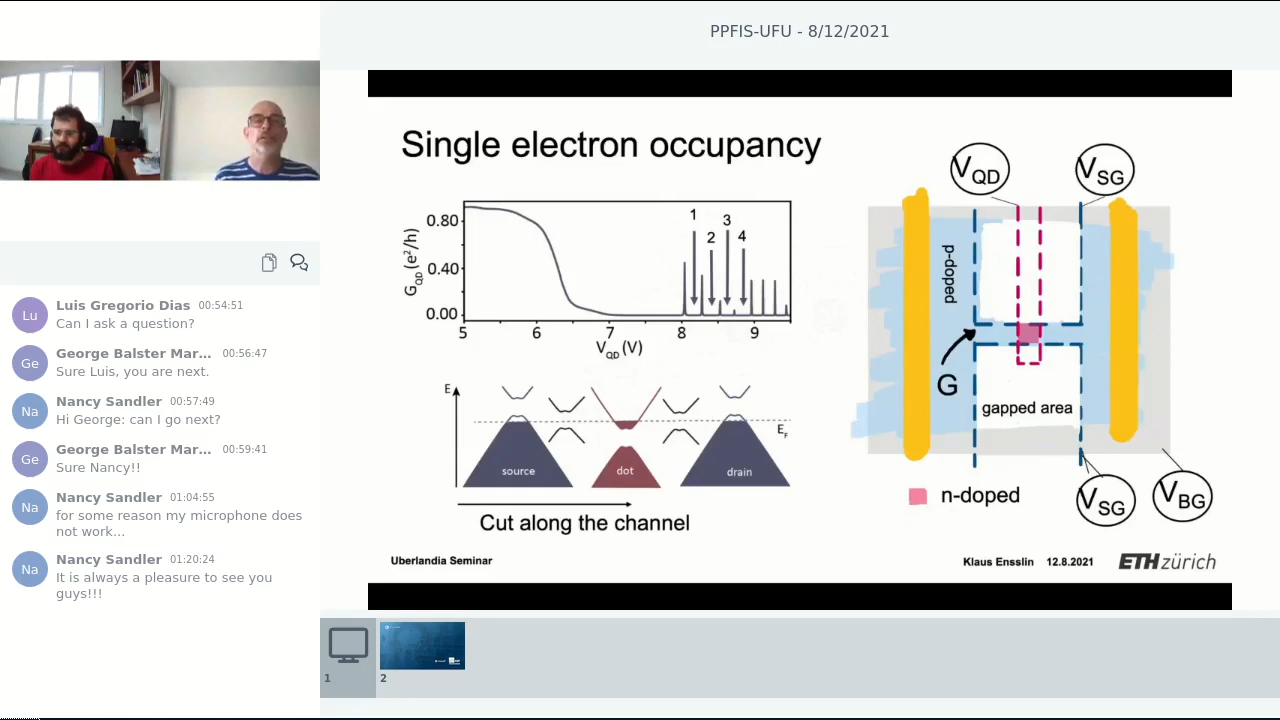 PPFIS-UFU - 8/12/2021
Lu
Luis Gregorio Dias 00:54:51
Can I ask a question?
Ge
George Balster Mar... 00:56:47
Sure Luis, you are next.
Na
Nancy Sandler 00:57:49
Hi George: can I go next?
Ge
George Balster Mar... 00:59:41
Sure Nancy!!
Na
Nancy Sandler 01:04:55
for some reason my microphone does
not work...
Na
Nancy Sandler 01:20:24
It is always a pleasure to see you
guys!!!
Single electron occupancy
G_QD (e²/h)
0.80
0.40
0.00
1
2
3
4
5 6 7 8 9
V_QD (V)
E
E_F
source
dot
drain
Cut along the channel
V_QD
V_SG
p-doped
G
gapped area
n-doped
V_SG
V_BG
Uberlandia Seminar
Klaus Ensslin 12.8.2021
ETH zürich
1
2